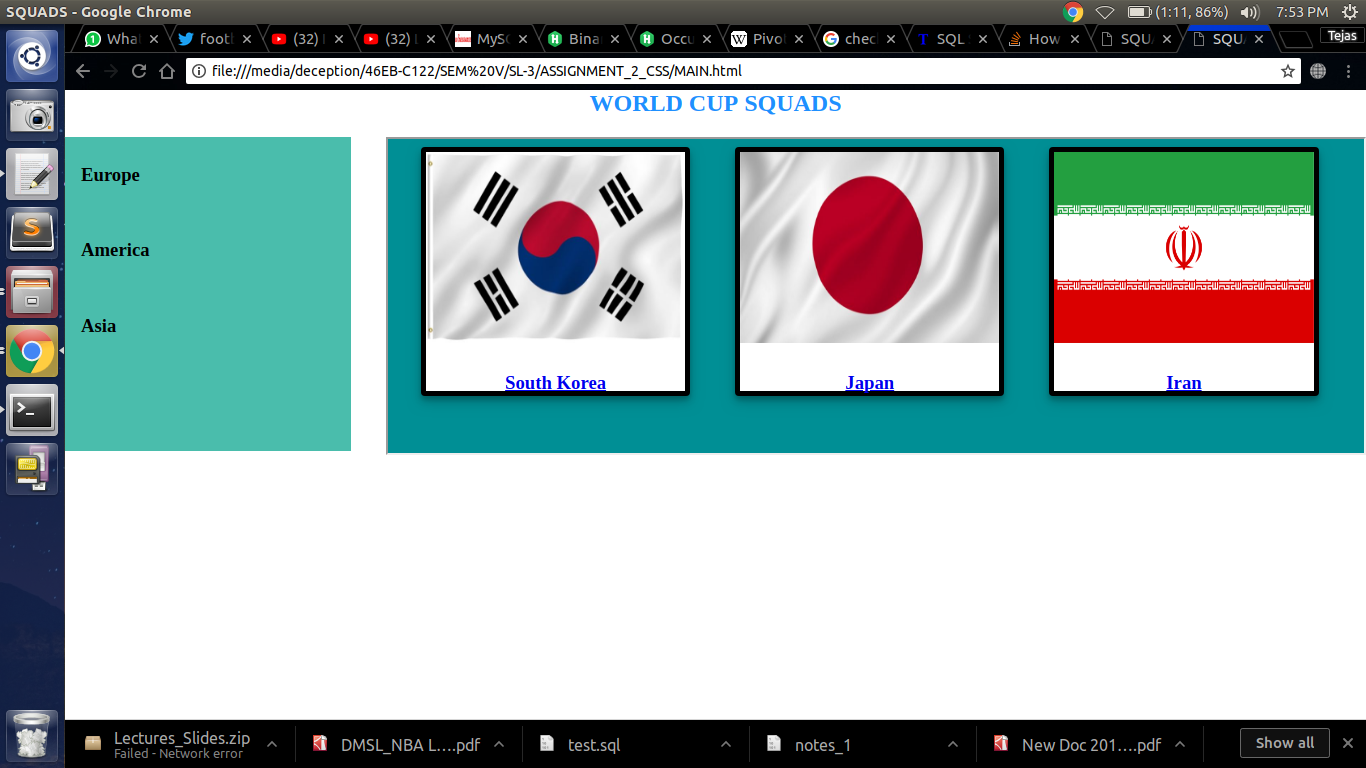 SQUADS - Google Chrome
(1:11, 86%) 7:53 PM
What
footl
(32)
(32)
MySQ
Bina
Occu
Pivo
chec
SQL
How
SQU
SQU
Tejas
file:///media/deception/46EB-C122/SEM%20V/SL-3/ASSIGNMENT_2_CSS/MAIN.html
WORLD CUP SQUADS
Europe
America
Asia
South Korea
Japan
Iran
Lectures_Slides.zip
Failed - Network error
DMSL_NBA L....pdf
test.sql
notes_1
New Doc 201....pdf
Show all